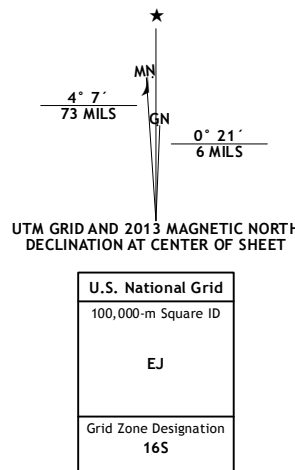 MN
4° 7´
73 MILS
GN
0° 21´
6 MILS
UTM GRID AND 2013 MAGNETIC NORTH
DECLINATION AT CENTER OF SHEET
U.S. National Grid
100,000-m Square ID
EJ
Grid Zone Designation
16S